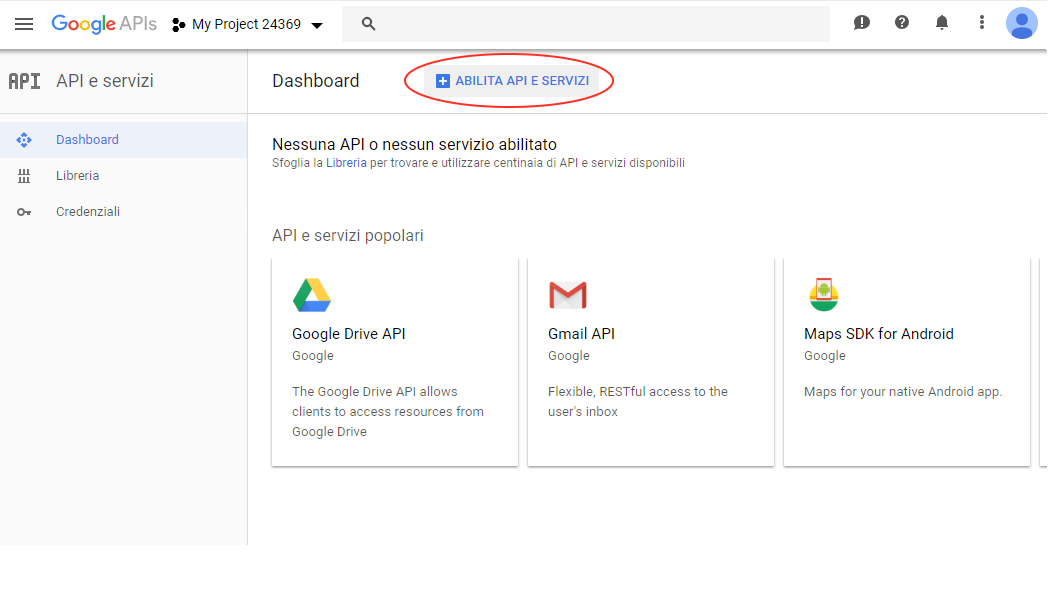 Google APIs
My Project 24369
API
API e servizi
Dashboard
ABILITA API E SERVIZI
Dashboard
Libreria
Credenziali
Nessuna API o nessun servizio abilitato
Sfoglia la Libreria per trovare e utilizzare centinaia di API e servizi disponibili
API e servizi popolari
Google Drive API
Google
The Google Drive API allows
clients to access resources from
Google Drive
Gmail API
Google
Flexible, RESTful access to the
user's inbox
Maps SDK for Android
Google
Maps for your native Android app.